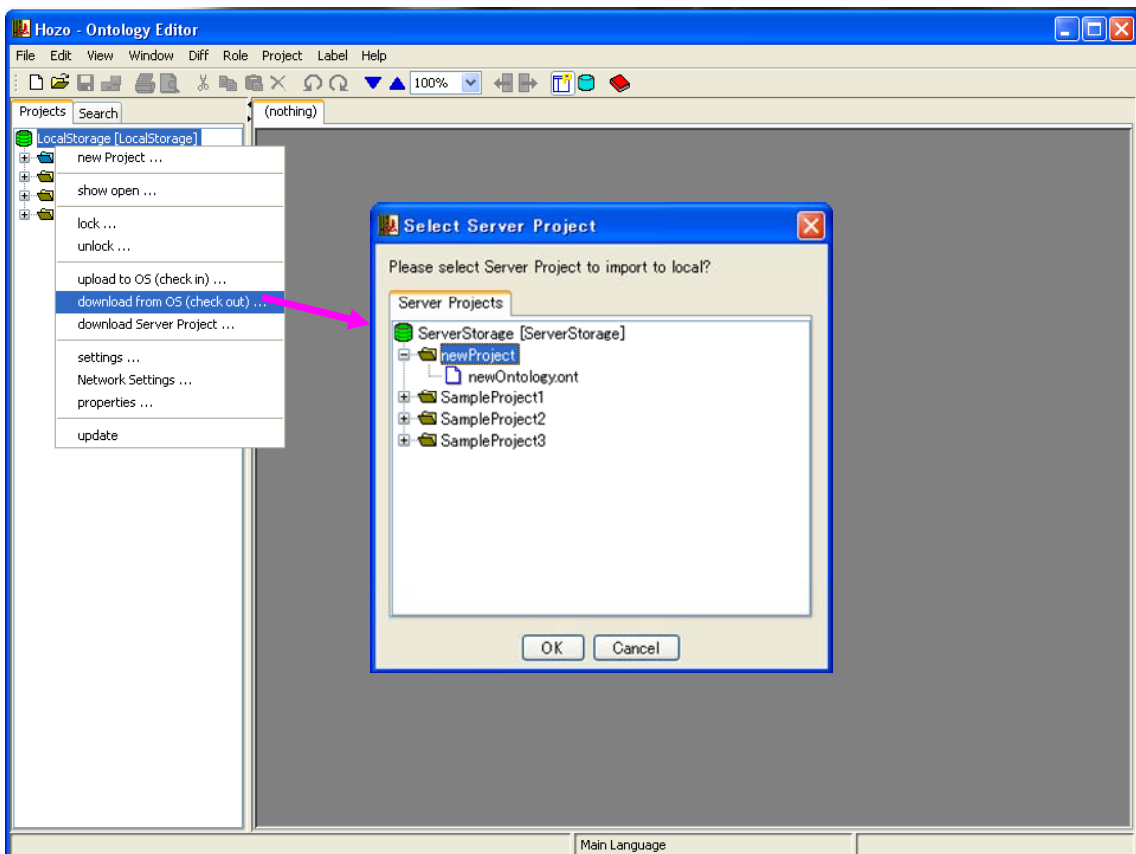 Hozo - Ontology Editor
File Edit View Window Diff Role Project Label Help
100%
Projects Search (nothing)
LocalStorage [LocalStorage]
new Project ...
show open ...
lock ...
unlock ...
upload to OS (check in) ...
download from OS (check out) ...
download Server Project ...
settings ...
Network Settings ...
properties ...
update
Select Server Project
Please select Server Project to import to local?
Server Projects
ServerStorage [ServerStorage]
newProject
newOntology.ont
SampleProject1
SampleProject2
SampleProject3
OK Cancel
Main Language